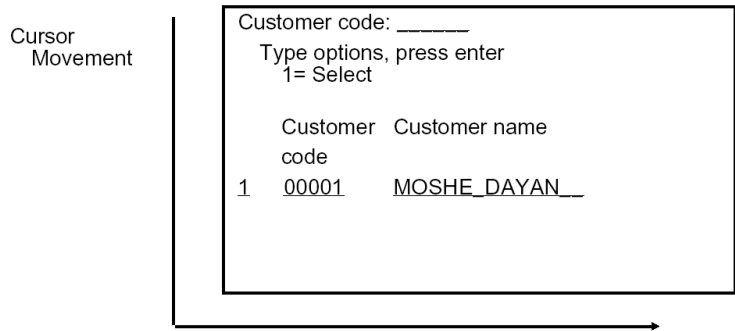 Cursor
Movement
Customer code: ______
Type options, press enter
1= Select
Customer Customer name
code
1 00001 MOSHE_DAYAN__